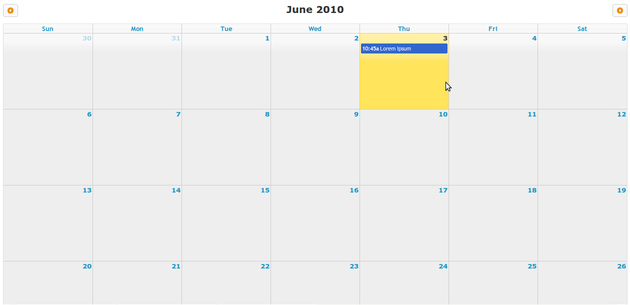 June 2010
Sun Mon Tue Wed Thu Fri Sat
30 31 1 2 3 4 5
10:45a Lorem Ipsum
6 7 8 9 10 11 12
13 14 15 16 17 18 19
20 21 22 23 24 25 26